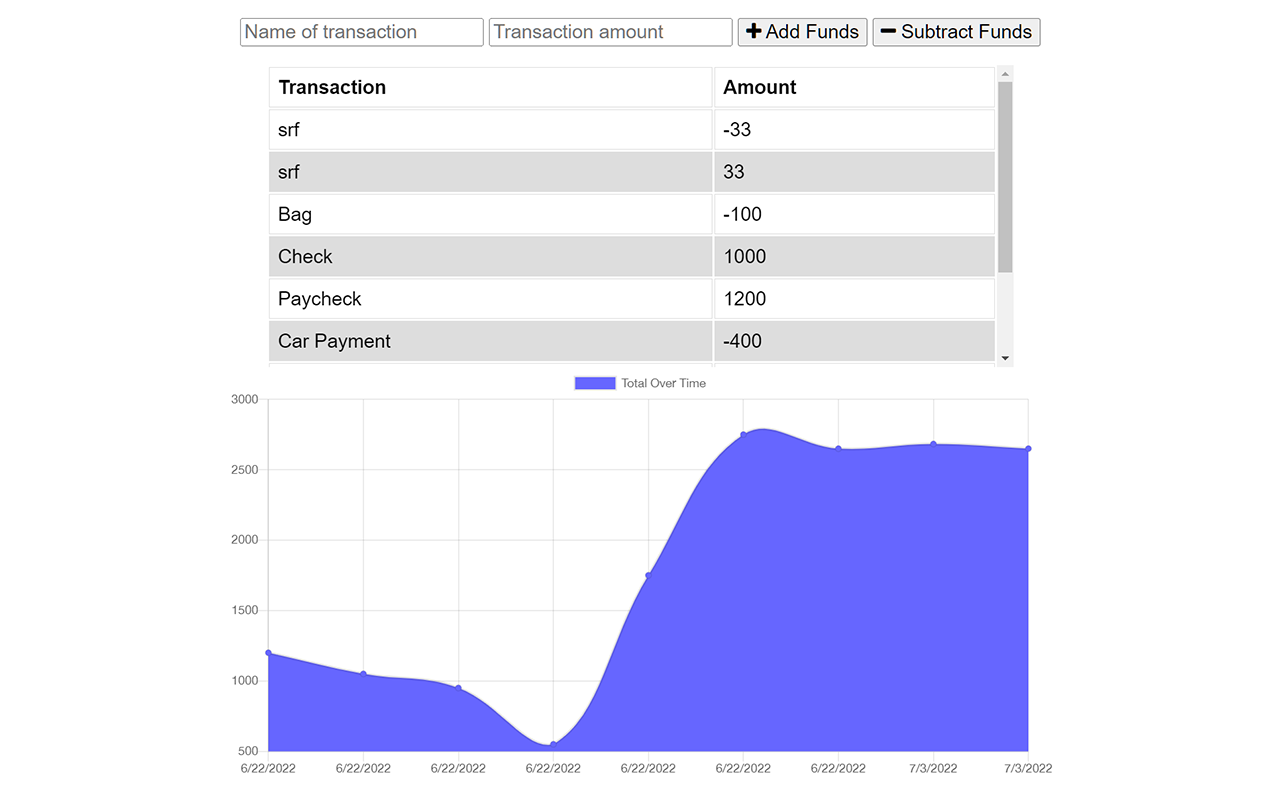 Name of transaction Transaction amount Add Funds Subtract Funds
Transaction Amount
srf -33
srf 33
Bag -100
Check 1000
Paycheck 1200
Car Payment -400
Total Over Time
3000
2500
2000
1500
1000
500
6/22/2022 6/22/2022 6/22/2022 6/22/2022 6/22/2022 6/22/2022 6/22/2022 7/3/2022 7/3/2022